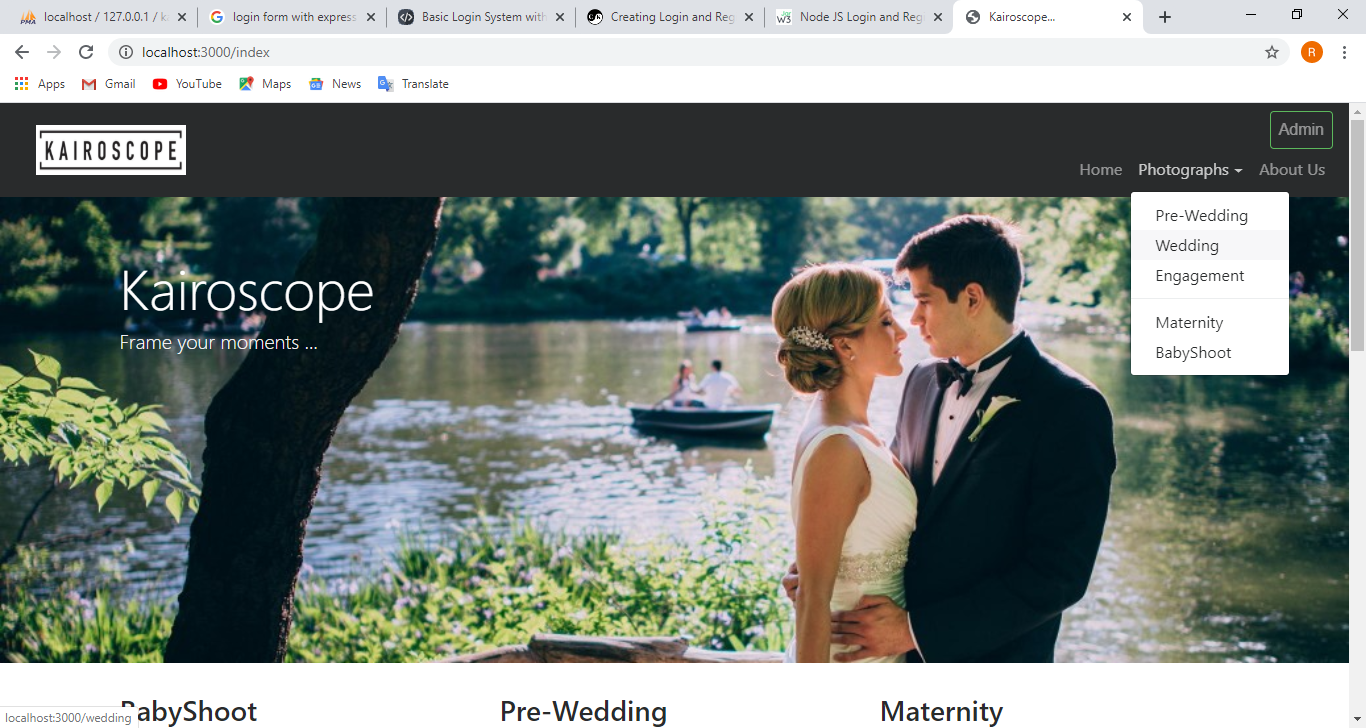 localhost / 127.0.0.1 / k
login form with express
Basic Login System with
Creating Login and Reg
Node JS Login and Regi
Kairoscope...
localhost:3000/index
R
Apps
Gmail
YouTube
Maps
News
Translate
KAIROSCOPE
Admin
Home
Photographs
About Us
Pre-Wedding
Wedding
Engagement
Maternity
BabyShoot
Kairoscope
Frame your moments ...
BabyShoot
Pre-Wedding
Maternity
localhost:3000/wedding